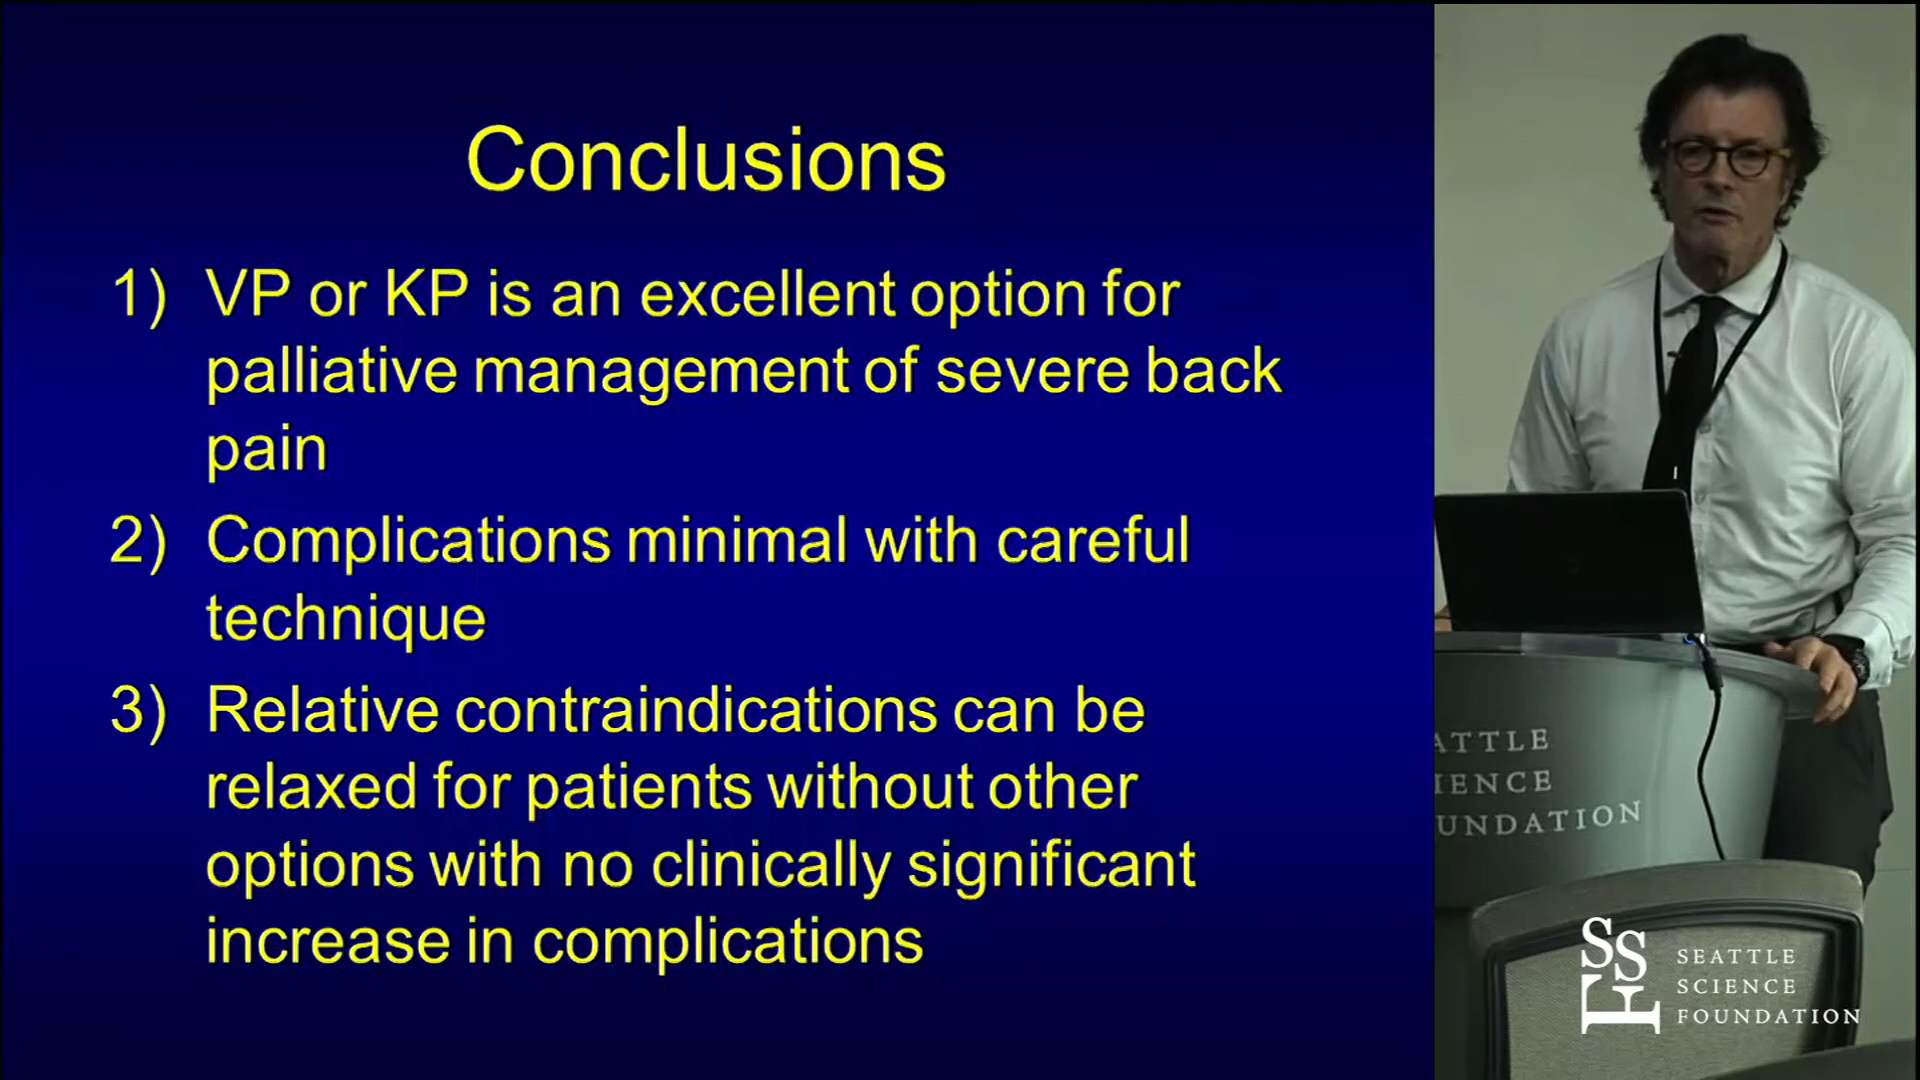 Conclusions
1) VP or KP is an excellent option for
palliative management of severe back
pain
2) Complications minimal with careful
technique
3) Relative contraindications can be
relaxed for patients without other
options with no clinically significant
increase in complications
ATTLE
IENCE
UNDATION
SSF
SEATTLE
SCIENCE
FOUNDATION